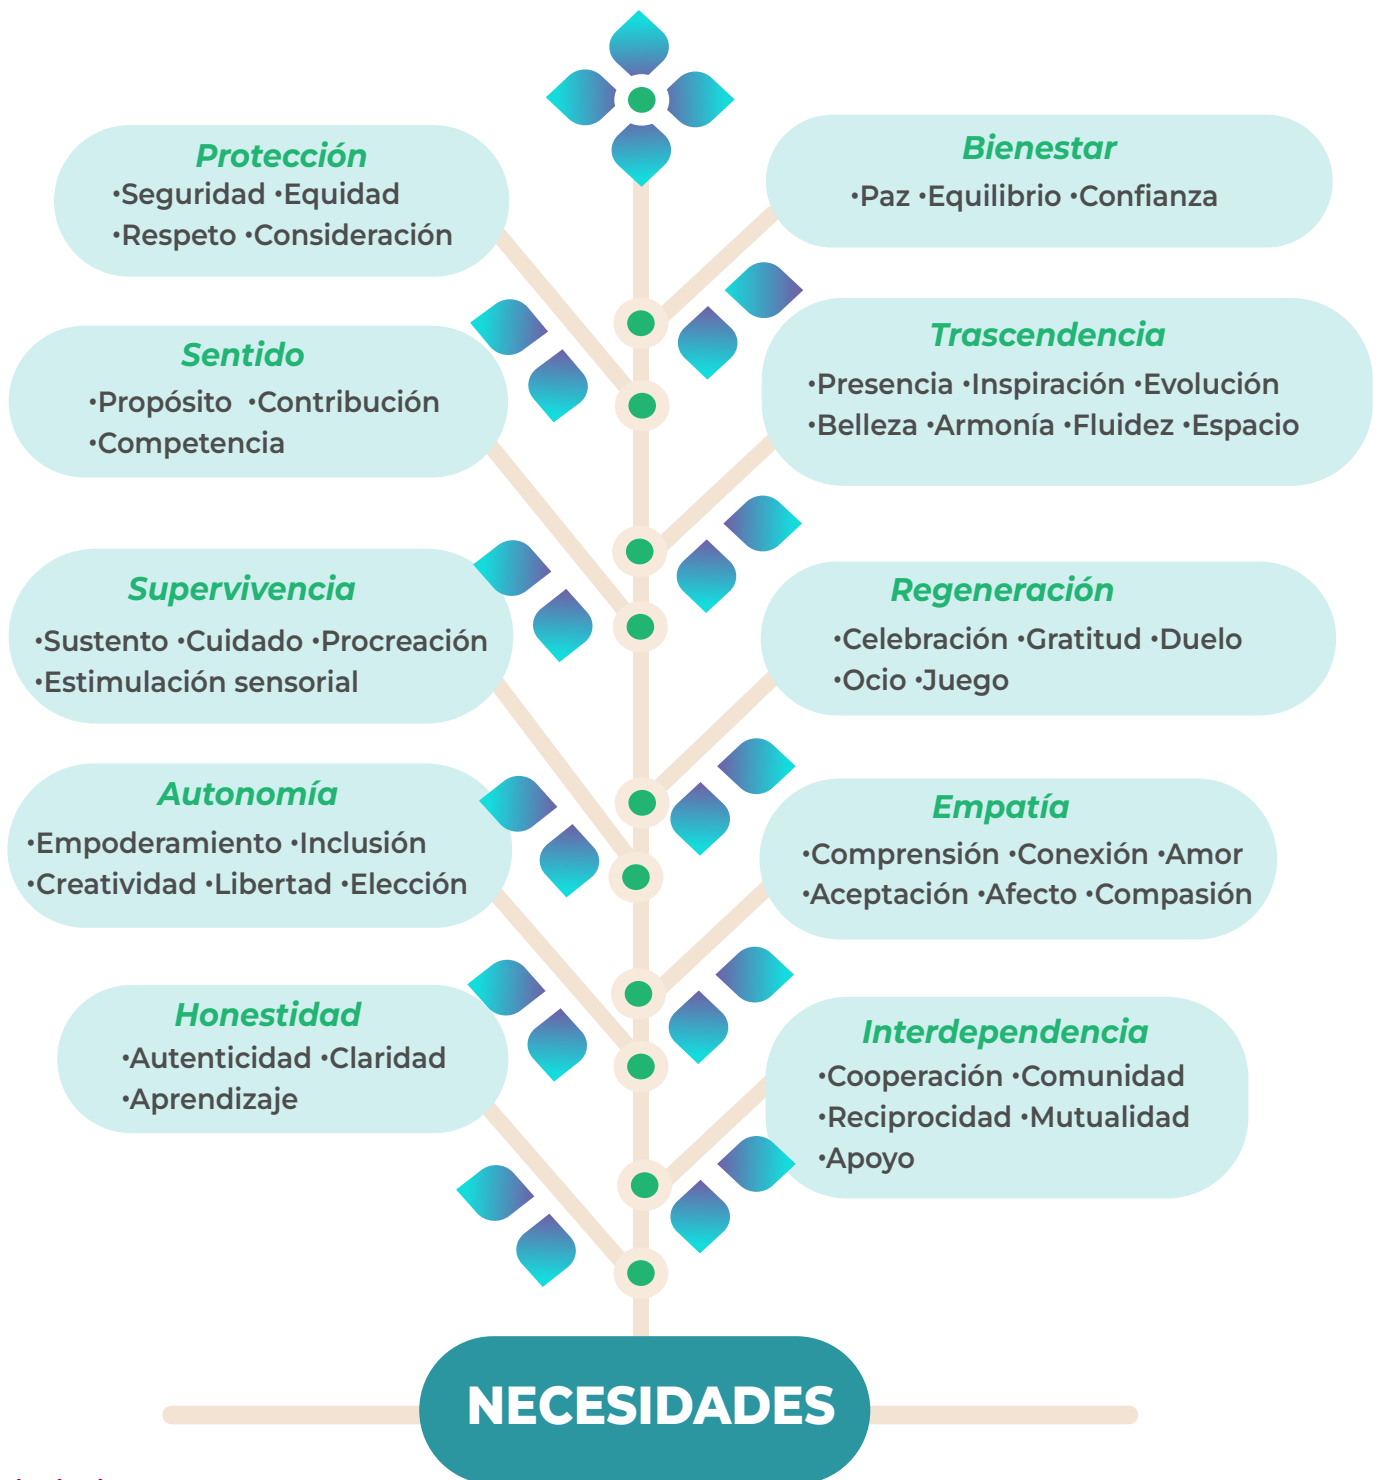 Protección
•Seguridad •Equidad
•Respeto •Consideración
Sentido
•Propósito •Contribución
•Competencia
Supervivencia
•Sustento •Cuidado •Procreación
•Estimulación sensorial
Autonomía
•Empoderamiento •Inclusión
•Creatividad •Libertad •Elección
Honestidad
•Autenticidad •Claridad
•Aprendizaje
Bienestar
•Paz •Equilibrio •Confianza
Trascendencia
•Presencia •Inspiración •Evolución
•Belleza •Armonía •Fluidez •Espacio
Regeneración
•Celebración •Gratitud •Duelo
•Ocio •Juego
Empatía
•Comprensión •Conexión •Amor
•Aceptación •Afecto •Compasión
Interdependencia
•Cooperación •Comunidad
•Reciprocidad •Mutualidad
•Apoyo
NECESIDADES